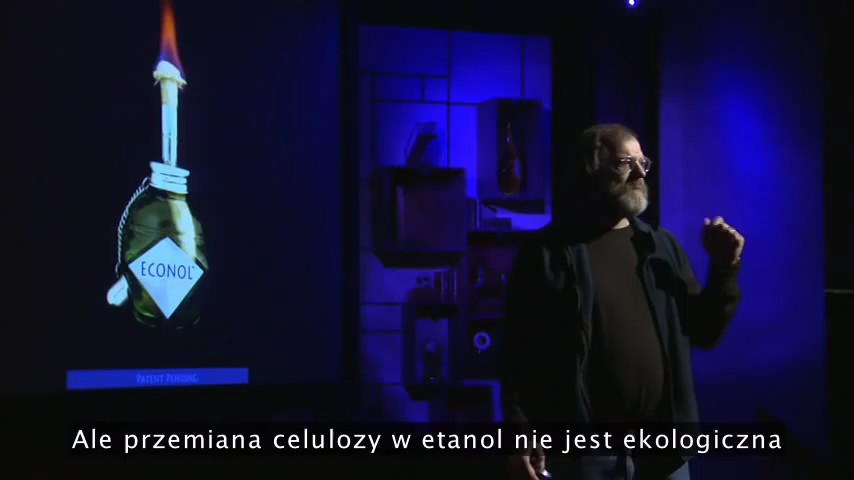 ECONOL
PATENT PENDING
Ale przemiana celulozy w etanol nie jest ekologiczna